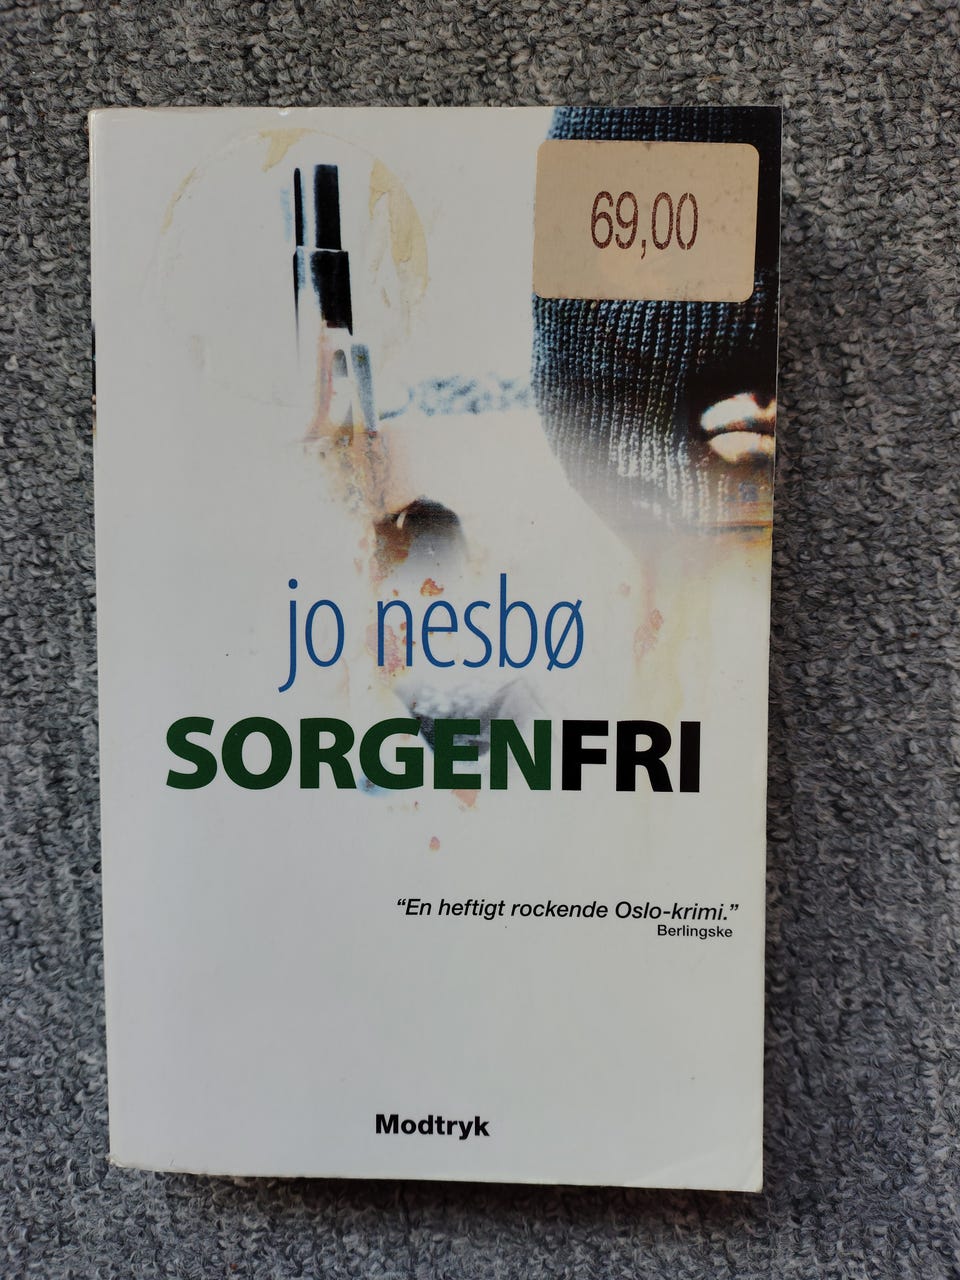 69,00
jo nesbø
SORGENFRI
“En heftigt rockende Oslo-krimi.”
Berlingske
Modtryk